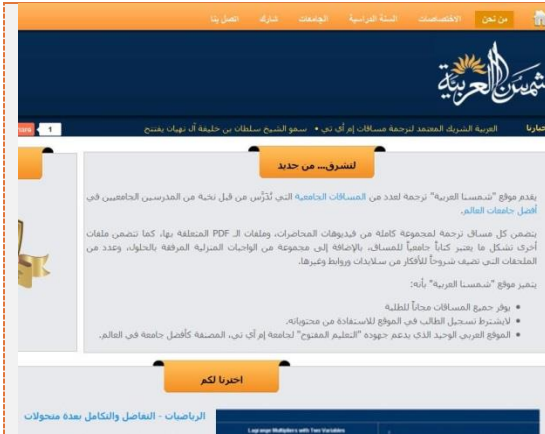 من نحن الاختصاصات السنة الدراسية الجامعات شارك اتصل بنا
شمس العربية
أخبارنا العربية الشريك المعتمد لترجمة مساقات إم أي تي • سمو الشيخ سلطان بن خليفة آل نهيان يفتتح 1
لتشرق... من جديد
يقدم موقع "شمسنا العربية" ترجمة لعدد من المساقات الجامعية التي تُدَرَّس من قبل نخبة من المدرسين الجامعيين في
أفضل جامعات العالم.
يتضمن كل مساق ترجمة لمجموعة كاملة من فيديوهات المحاضرات، وملفات الـ PDF المتعلقة بها، كما تتضمن ملفات
أخرى تشكل ما يعتبر كتاباً جامعياً للمساق، بالإضافة إلى مجموعة من الواجبات المنزلية المرفقة بالحلول، وعدد من
الملحقات التي تضيف شروحاً للأفكار من سلايدات وروابط وغيرها.
يتميز موقع "شمسنا العربية" بأنه:
• يوفر جميع المساقات مجاناً للطلبة
• لايشترط تسجيل الطالب في الموقع للاستفادة من محتوياته.
• الموقع العربي الوحيد الذي يدعم جهوده "التعليم المفتوح" لجامعة إم أي تي، المصنفة كأفضل جامعة في العالم.
اخترنا لكم
الرياضيات - التفاضل والتكامل بعدة متحولات
Lagrange Multipliers with Two Variables